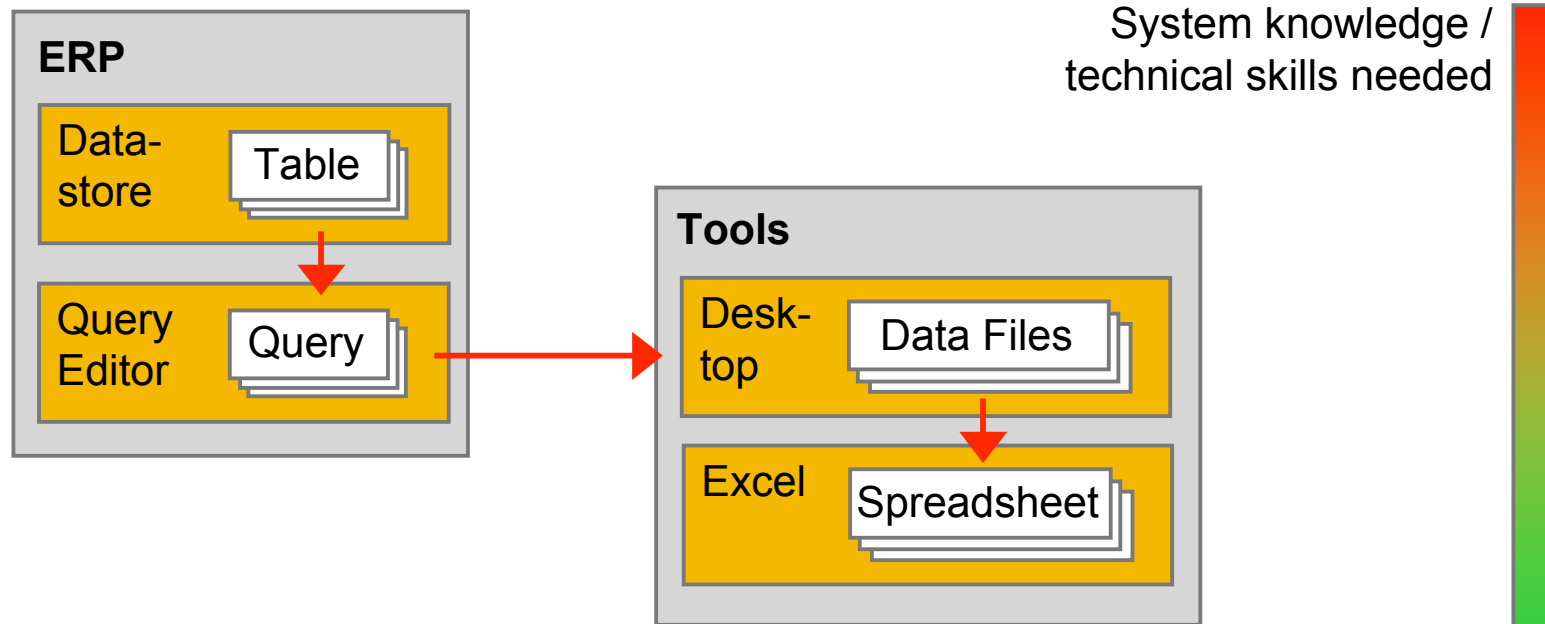 ERP
Data-
store
Table
Query
Editor
Query
Tools
Desk-
top
Data Files
Excel
Spreadsheet
System knowledge /
technical skills needed